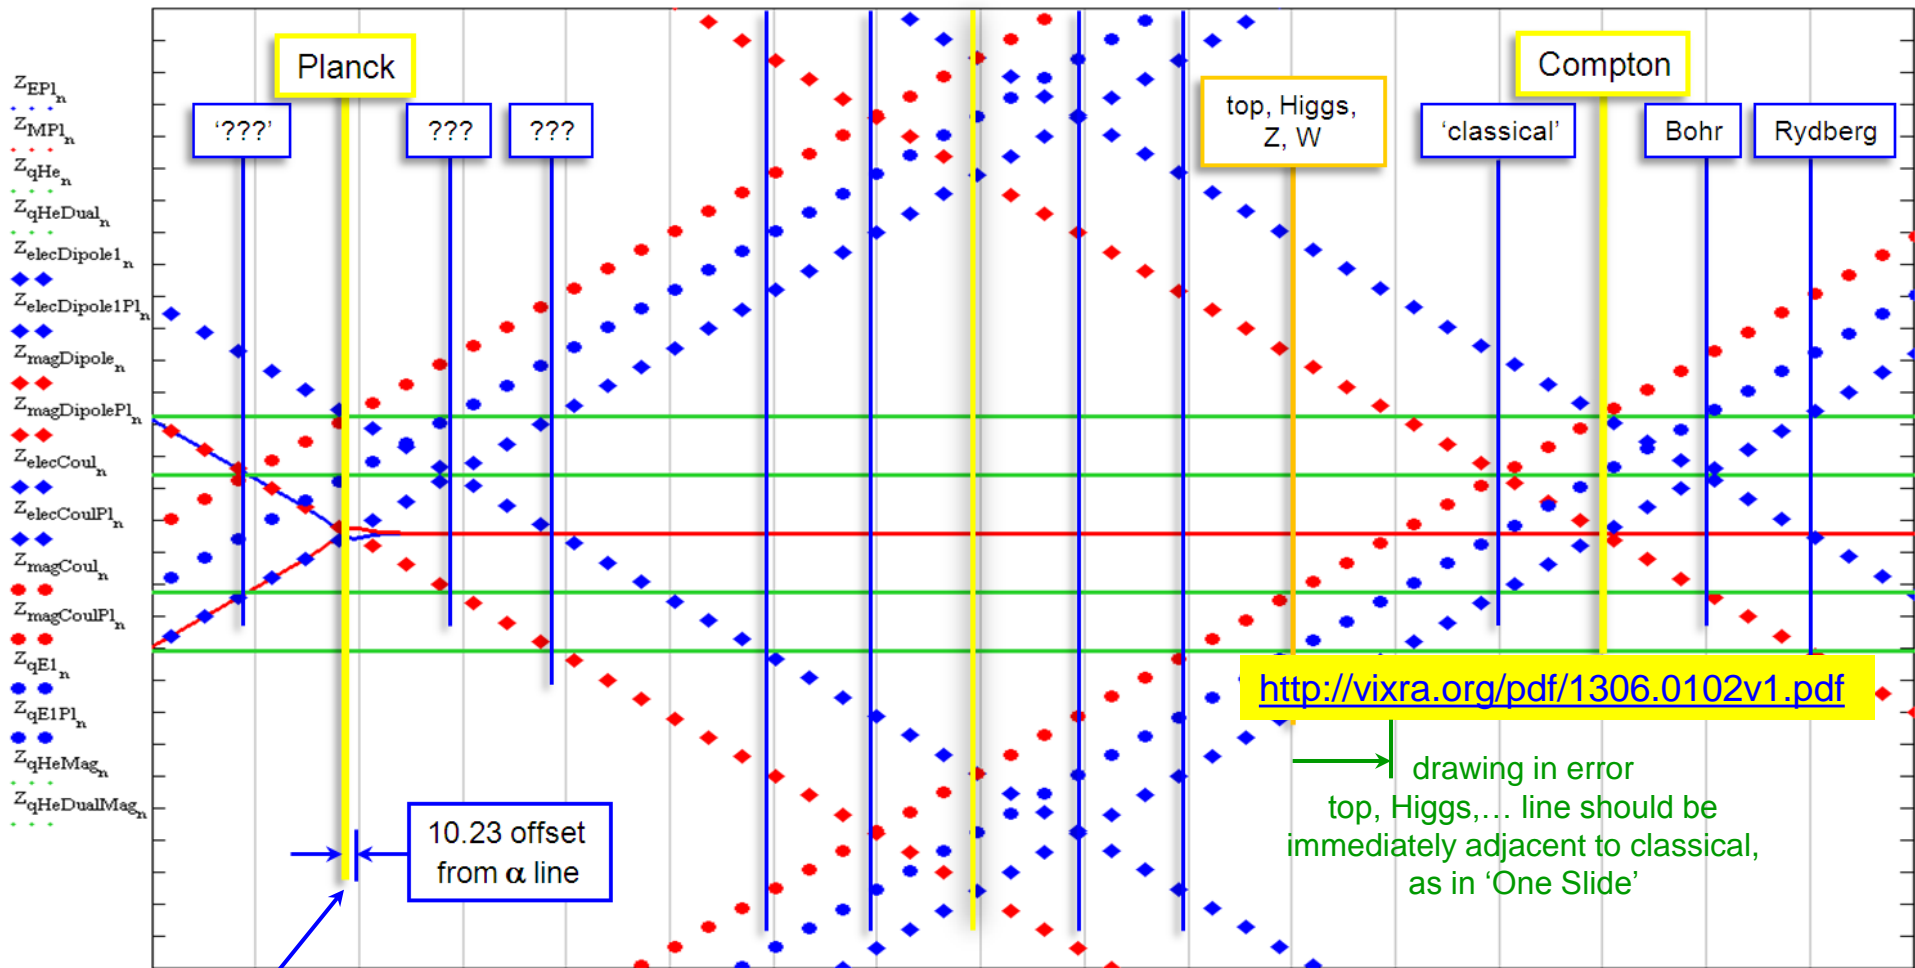 Planck
Compton
'???'
???
???
top, Higgs,
Z, W
'classical'
Bohr
Rydberg
Z_EPl_n
Z_MPl_n
Z_qHe_n
Z_qHeDual_n
Z_elecDipole1_n
Z_elecDipole1Pl_n
Z_magDipole_n
Z_magDipolePl_n
Z_elecCoul_n
Z_elecCoulPl_n
Z_magCoul_n
Z_magCoulPl_n
Z_qE1_n
Z_qE1Pl_n
Z_qHeMag_n
Z_qHeDualMag_n
http://vixra.org/pdf/1306.0102v1.pdf
drawing in error
top, Higgs,... line should be
immediately adjacent to classical,
as in 'One Slide'
10.23 offset
from α line